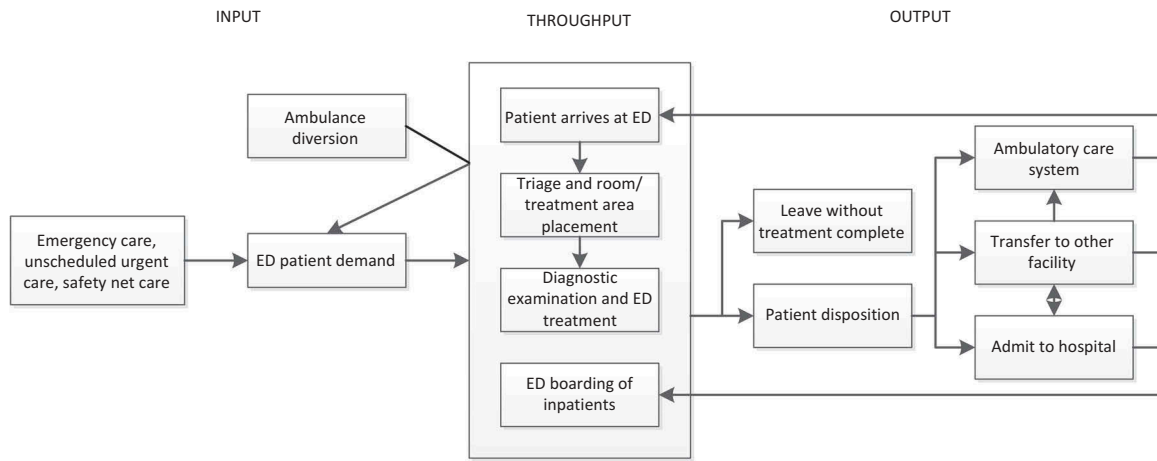 INPUT
THROUGHPUT
OUTPUT
Ambulance
diversion
Emergency care,
unscheduled urgent
care, safety net care
ED patient demand
Patient arrives at ED
Triage and room/
treatment area
placement
Diagnostic
examination and ED
treatment
ED boarding of
inpatients
Leave without
treatment complete
Patient disposition
Ambulatory care
system
Transfer to other
facility
Admit to hospital